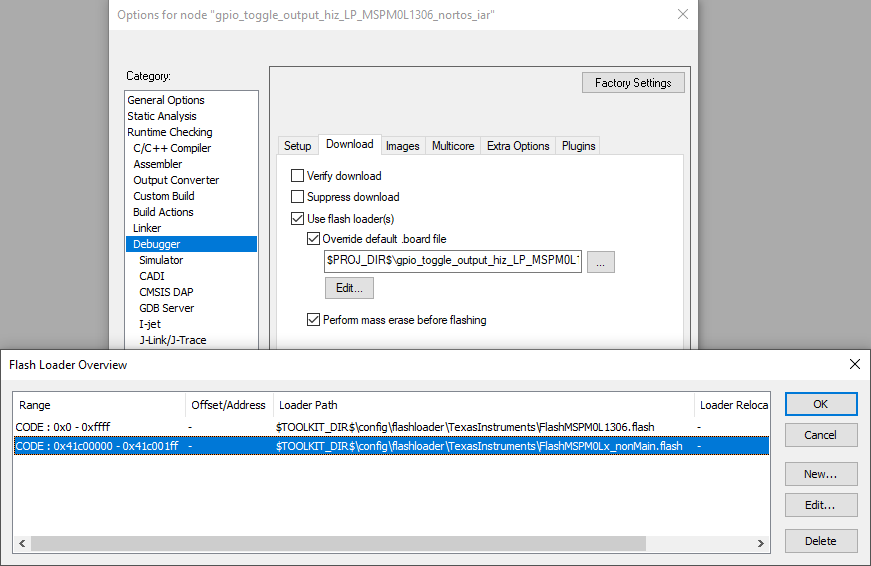 Options for node "gpio_toggle_output_hiz_LP_MSPM0L1306_nortos_iar"
Category:
Factory Settings
General Options
Static Analysis
Runtime Checking
C/C++ Compiler
Assembler
Output Converter
Custom Build
Build Actions
Linker
Debugger
Simulator
CADI
CMSIS DAP
GDB Server
I-jet
J-Link/J-Trace
Setup Download Images Multicore Extra Options Plugins
Verify download
Suppress download
Use flash loader(s)
Override default .board file
$PROJ_DIR$\gpio_toggle_output_hiz_LP_MSPM0L
...
Edit...
Perform mass erase before flashing
Flash Loader Overview
Range Offset/Address Loader Path Loader Reloca
CODE : 0x0 - 0xffff - $TOOLKIT_DIR$\config\flashloader\TexasInstruments\FlashMSPM0L1306.flash -
CODE : 0x41c00000 - 0x41c001ff - $TOOLKIT_DIR$\config\flashloader\TexasInstruments\FlashMSPM0Lx_nonMain.flash -
OK
Cancel
New...
Edit...
Delete